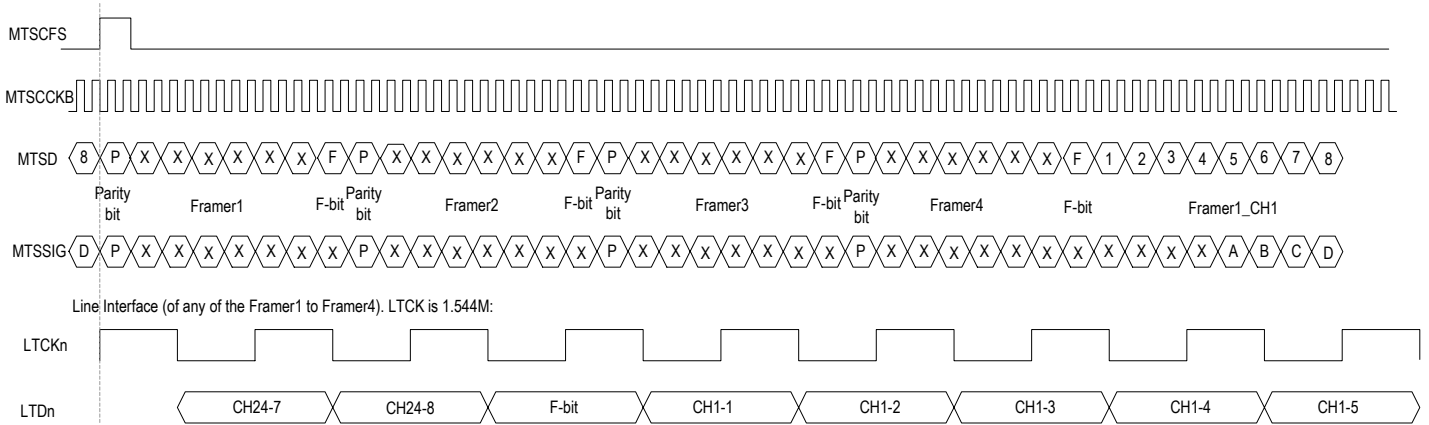 MTSCFS
MTSCCKB
MTSD 8 P X X X X X X F P X X X X X X F P X X X X X X F P X X X X X X F 1 2 3 4 5 6 7 8
Parity bit Framer1 F-bit Parity bit Framer2 F-bit Parity bit Framer3 F-bit Parity bit Framer4 F-bit Framer1_CH1
MTSSIG D P X X X X X X X P X X X X X X X P X X X X X X X P X X X X X X X X X X X A B C D
Line Interface (of any of the Framer1 to Framer4). LTCK is 1.544M:
LTCKn
LTDn CH24-7 CH24-8 F-bit CH1-1 CH1-2 CH1-3 CH1-4 CH1-5